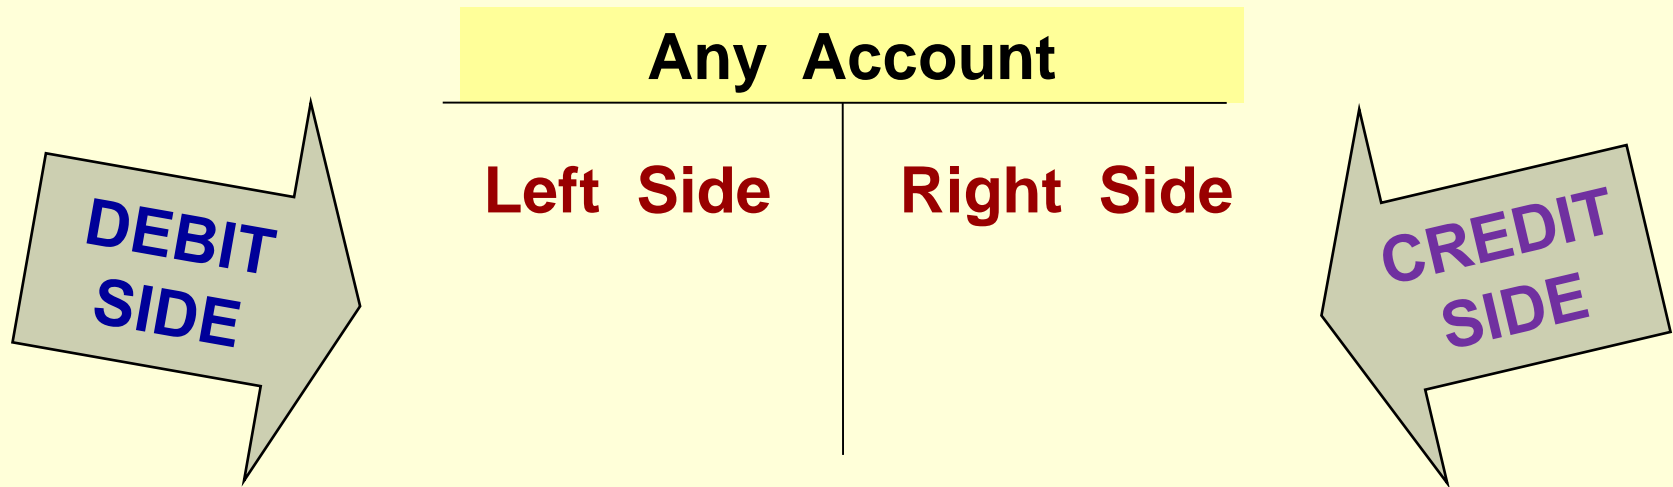 Any Account
Left Side
Right Side
DEBIT
SIDE
CREDIT
SIDE